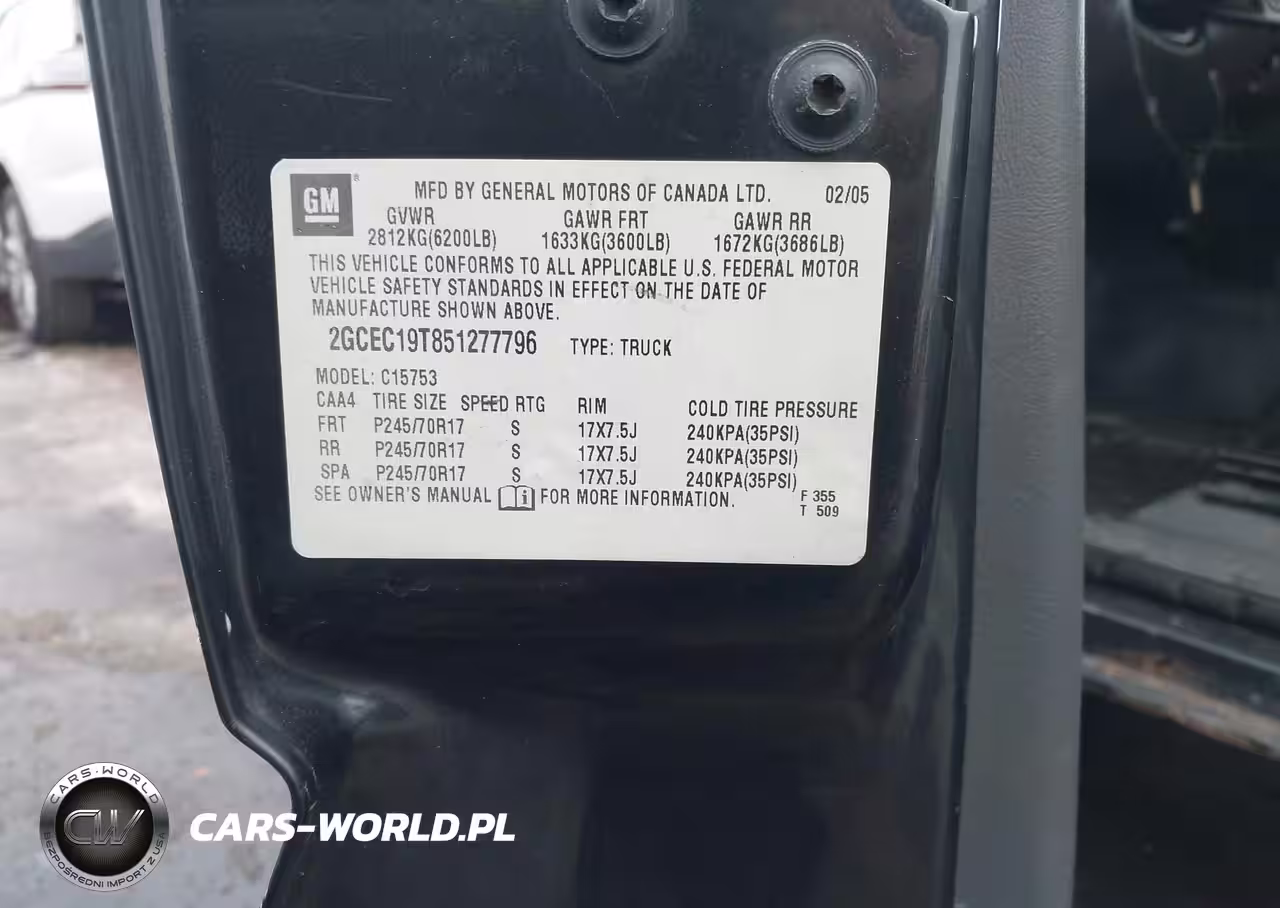 GM ®
MFD BY GENERAL MOTORS OF CANADA LTD. 02/05
GVWR GAWR FRT GAWR RR
2812KG(6200LB) 1633KG(3600LB) 1672KG(3686LB)
THIS VEHICLE CONFORMS TO ALL APPLICABLE U.S. FEDERAL MOTOR
VEHICLE SAFETY STANDARDS IN EFFECT ON THE DATE OF
MANUFACTURE SHOWN ABOVE.
2GCEC19T851277796 TYPE: TRUCK
MODEL: C15753
CAA4 TIRE SIZE SPEED RTG RIM COLD TIRE PRESSURE
FRT P245/70R17 S 17X7.5J 240KPA(35PSI)
RR P245/70R17 S 17X7.5J 240KPA(35PSI)
SPA P245/70R17 S 17X7.5J 240KPA(35PSI)
SEE OWNER'S MANUAL i FOR MORE INFORMATION. F 355
T 509
CARS-WORLD
CW
BEZPOŚREDNI IMPORT Z USA
CARS-WORLD.PL